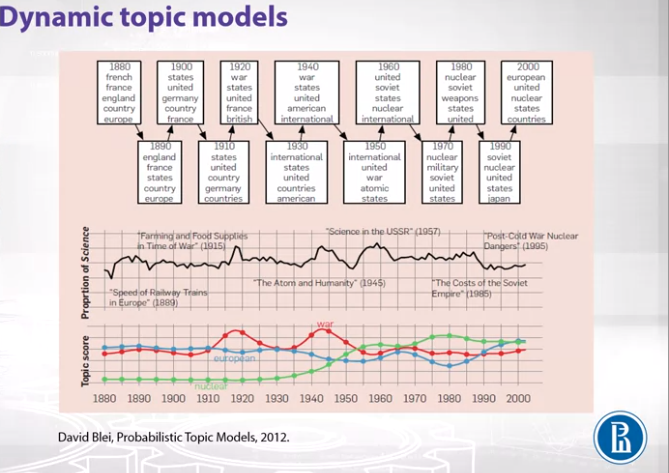 Dynamic topic models
1880
french
france
england
country
europe
1900
states
united
germany
country
france
1920
war
states
united
france
british
1940
war
states
united
american
international
1960
united
soviet
states
nuclear
international
1980
nuclear
soviet
weapons
states
united
2000
european
united
nuclear
states
countries
1890
england
france
states
country
europe
1910
states
united
country
germany
countries
1930
international
states
united
countries
american
1950
international
united
war
atomic
states
1970
nuclear
military
soviet
united
states
1990
soviet
nuclear
united
states
japan
Proprtion of Science
"Farming and Food Supplies
in Time of War" (1915)
"Science in the USSR" (1957)
"Post-Cold War Nuclear
Dangers" (1995)
"Speed of Railway Trains
in Europe" (1889)
"The Atom and Humanity" (1945)
"The Costs of the Soviet
Empire" (1985)
Topic score
war
european
nuclear
1880 1890 1900 1910 1920 1930 1940 1950 1960 1970 1980 1990 2000
David Blei, Probabilistic Topic Models, 2012.